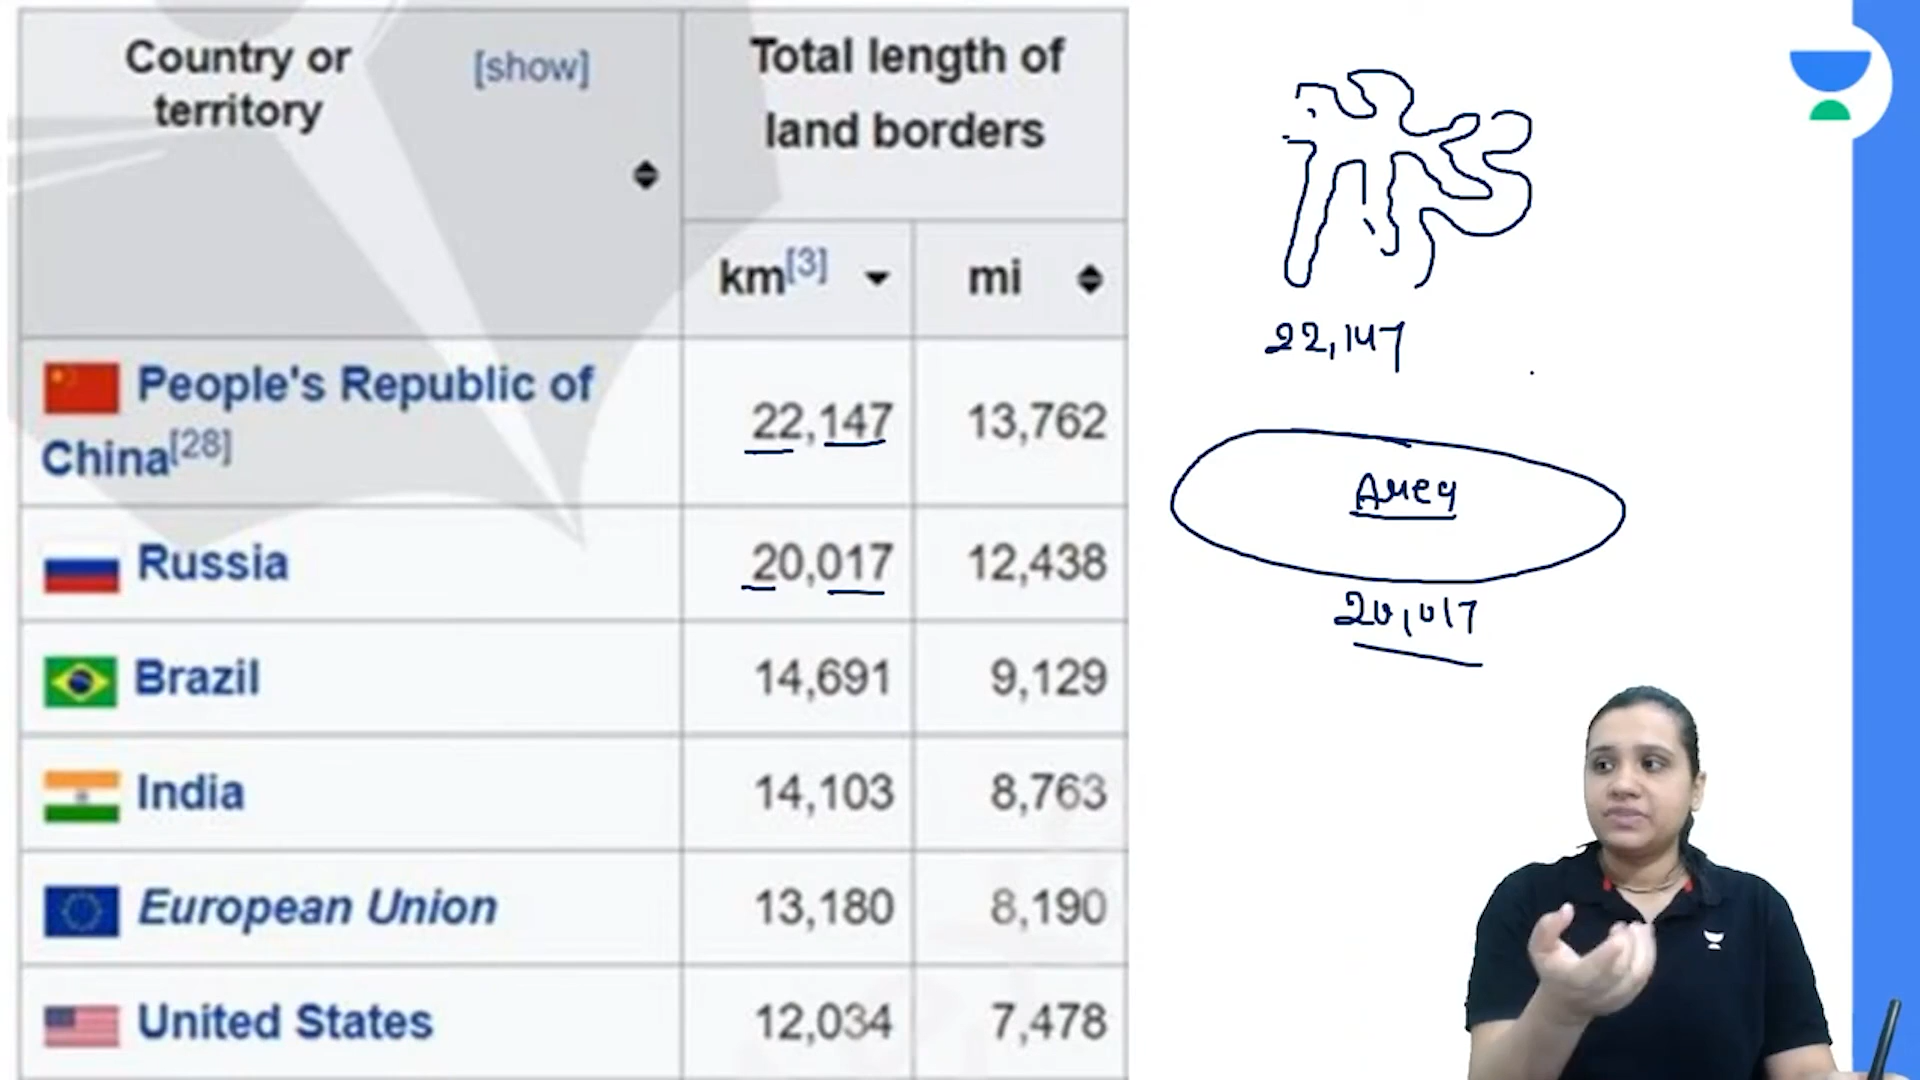 Country or territory [show]
Total length of land borders
km[3] mi
People's Republic of China[28] 22,147 13,762
Russia 20,017 12,438
Brazil 14,691 9,129
India 14,103 8,763
European Union 13,180 8,190
United States 12,034 7,478
22,147
Area
20,017